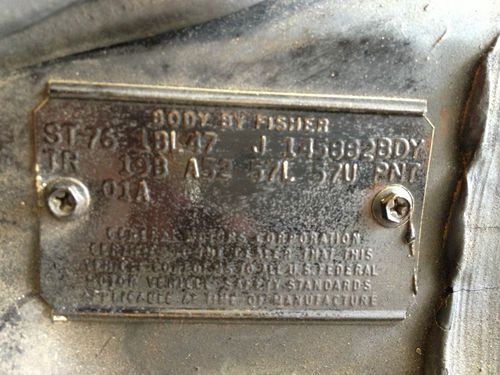 BODY BY FISHER
ST-76 1BL47 J 145882BDY
TR 19B A52 57L 57U PNT
01A
GENERAL MOTORS CORPORATION
CERTIFIES TO THE DEALER THAT THIS
VEHICLE CONFORMS TO ALL U.S. FEDERAL
MOTOR VEHICLE SAFETY STANDARDS
APPLICABLE AT TIME OF MANUFACTURE